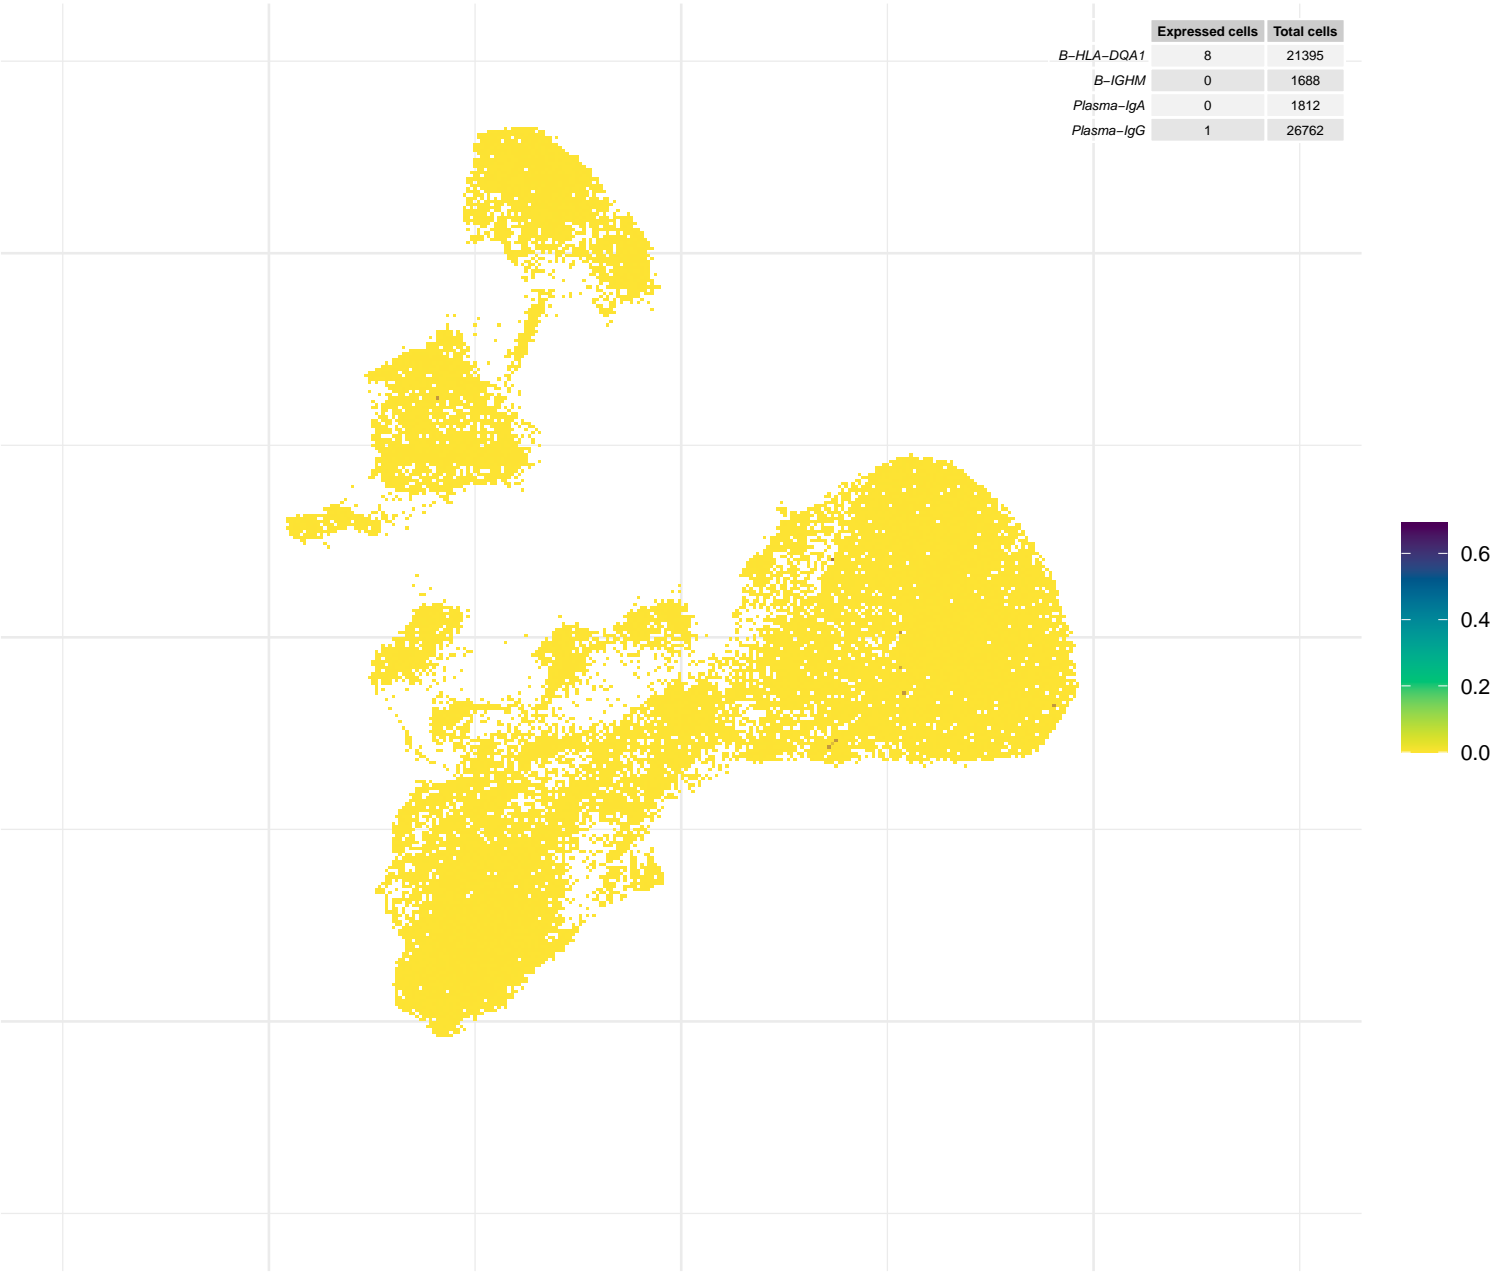 Expressed cells Total cells
B−HLA−DQA1 8 21395
B−IGHM 0 1688
Plasma−IgA 0 1812
Plasma−IgG 1 26762
0.6
0.4
0.2
0.0